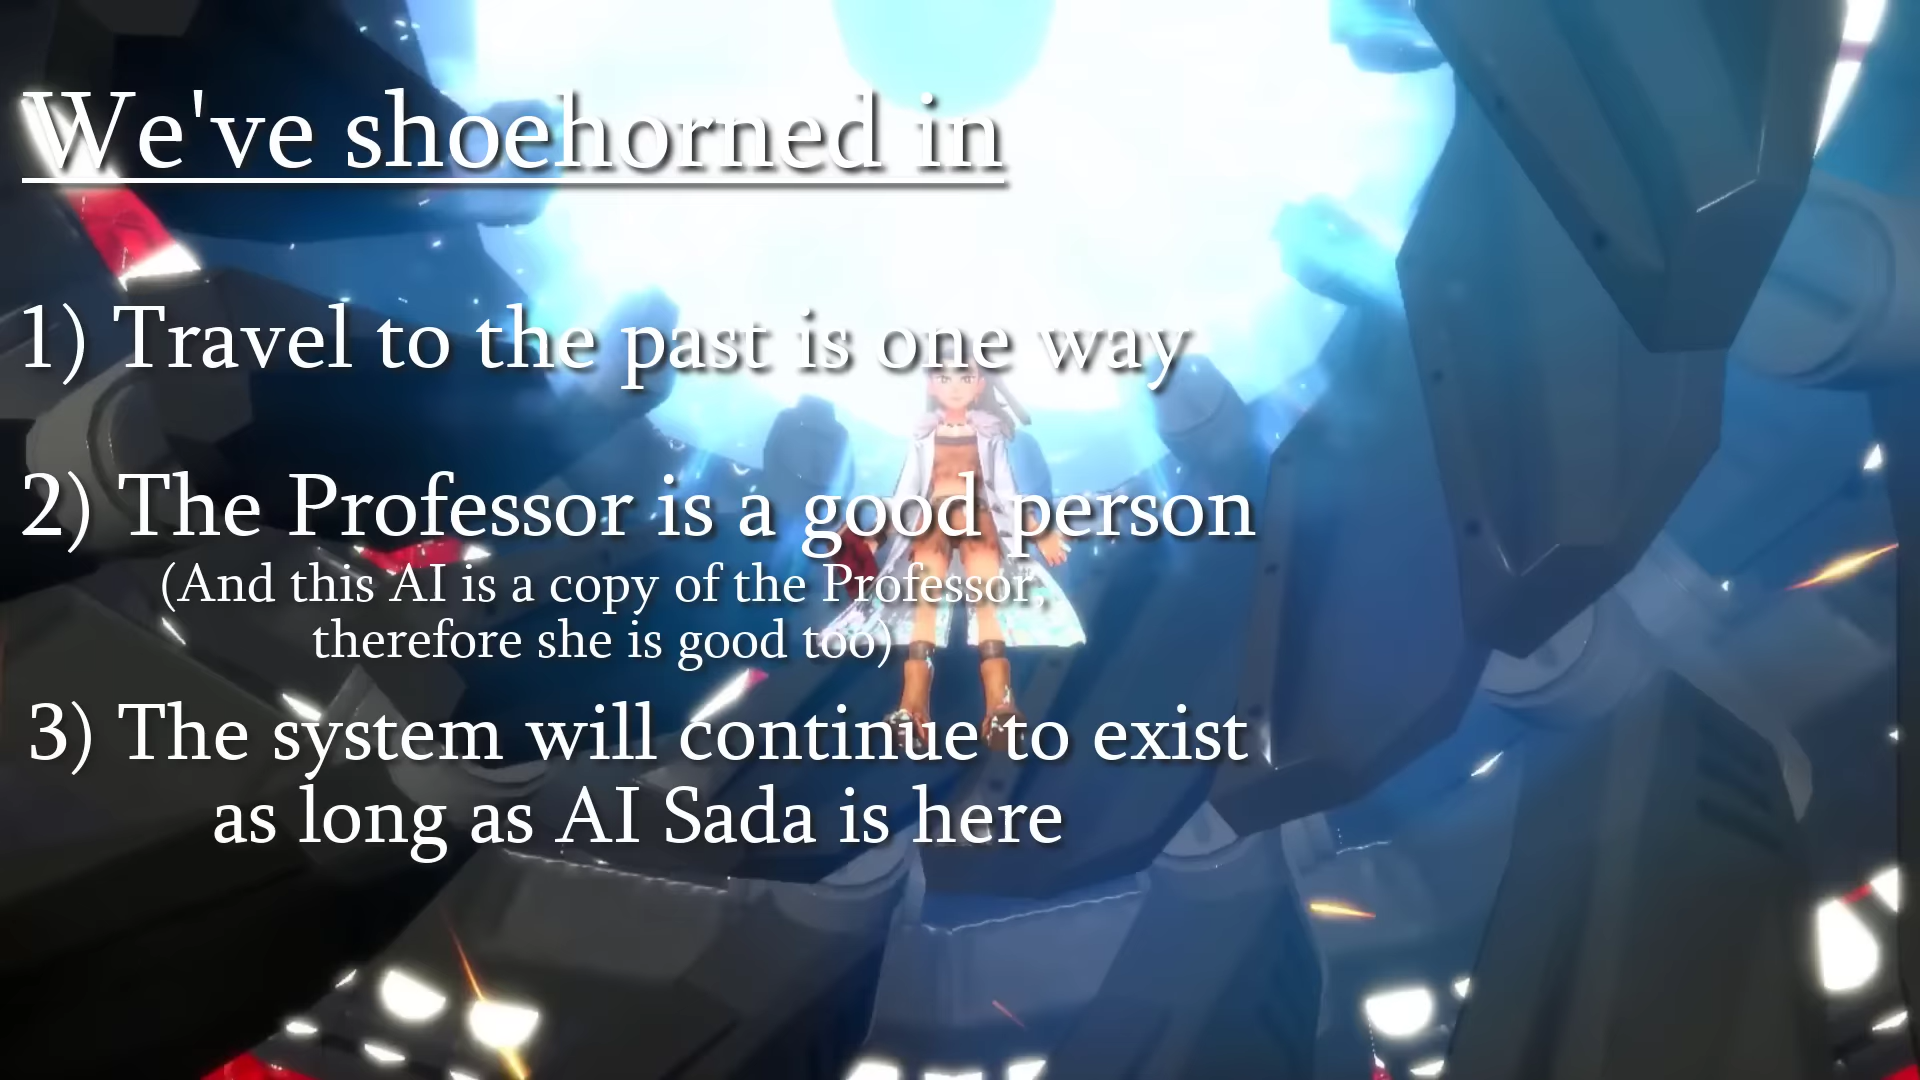 We've shoehorned in
1) Travel to the past is one way
2) The Professor is a good person
(And this AI is a copy of the Professor,
therefore she is good too)
3) The system will continue to exist
as long as AI Sada is here